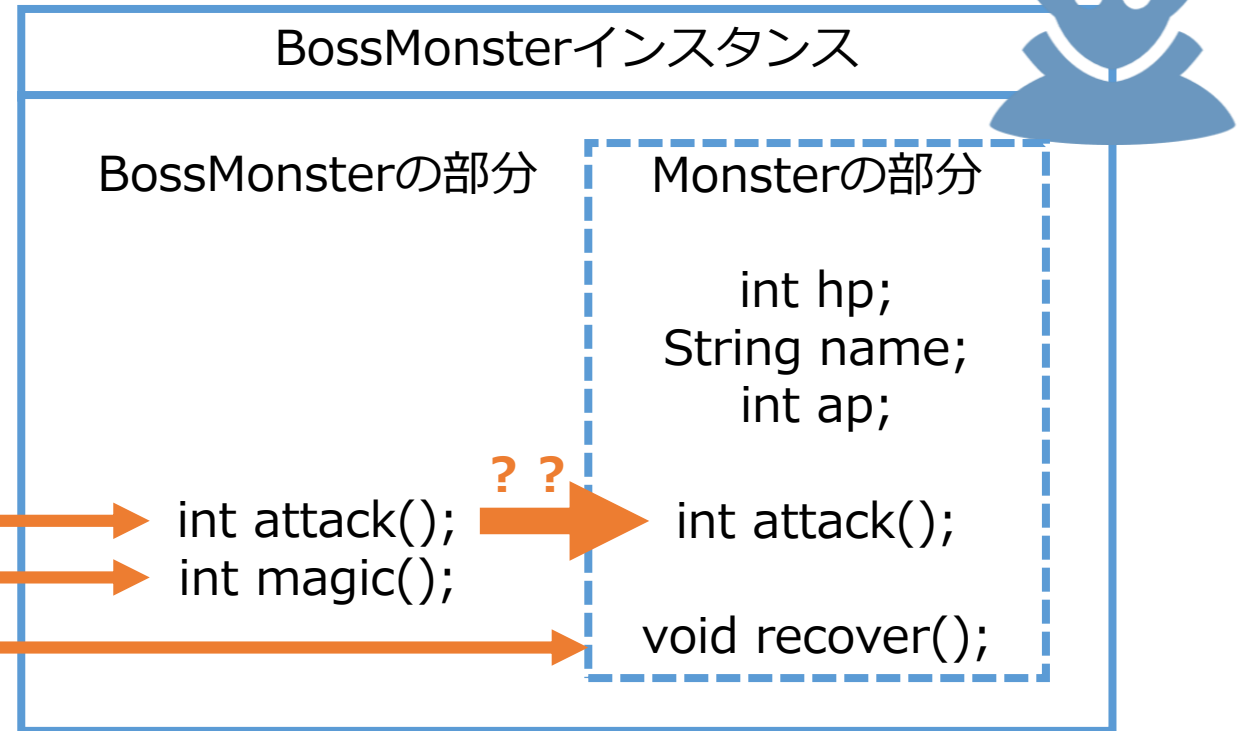 BossMonsterインスタンス
BossMonsterの部分
Monsterの部分
int hp;
String name;
int ap;
? ?
int attack();
int attack();
int magic();
void recover();